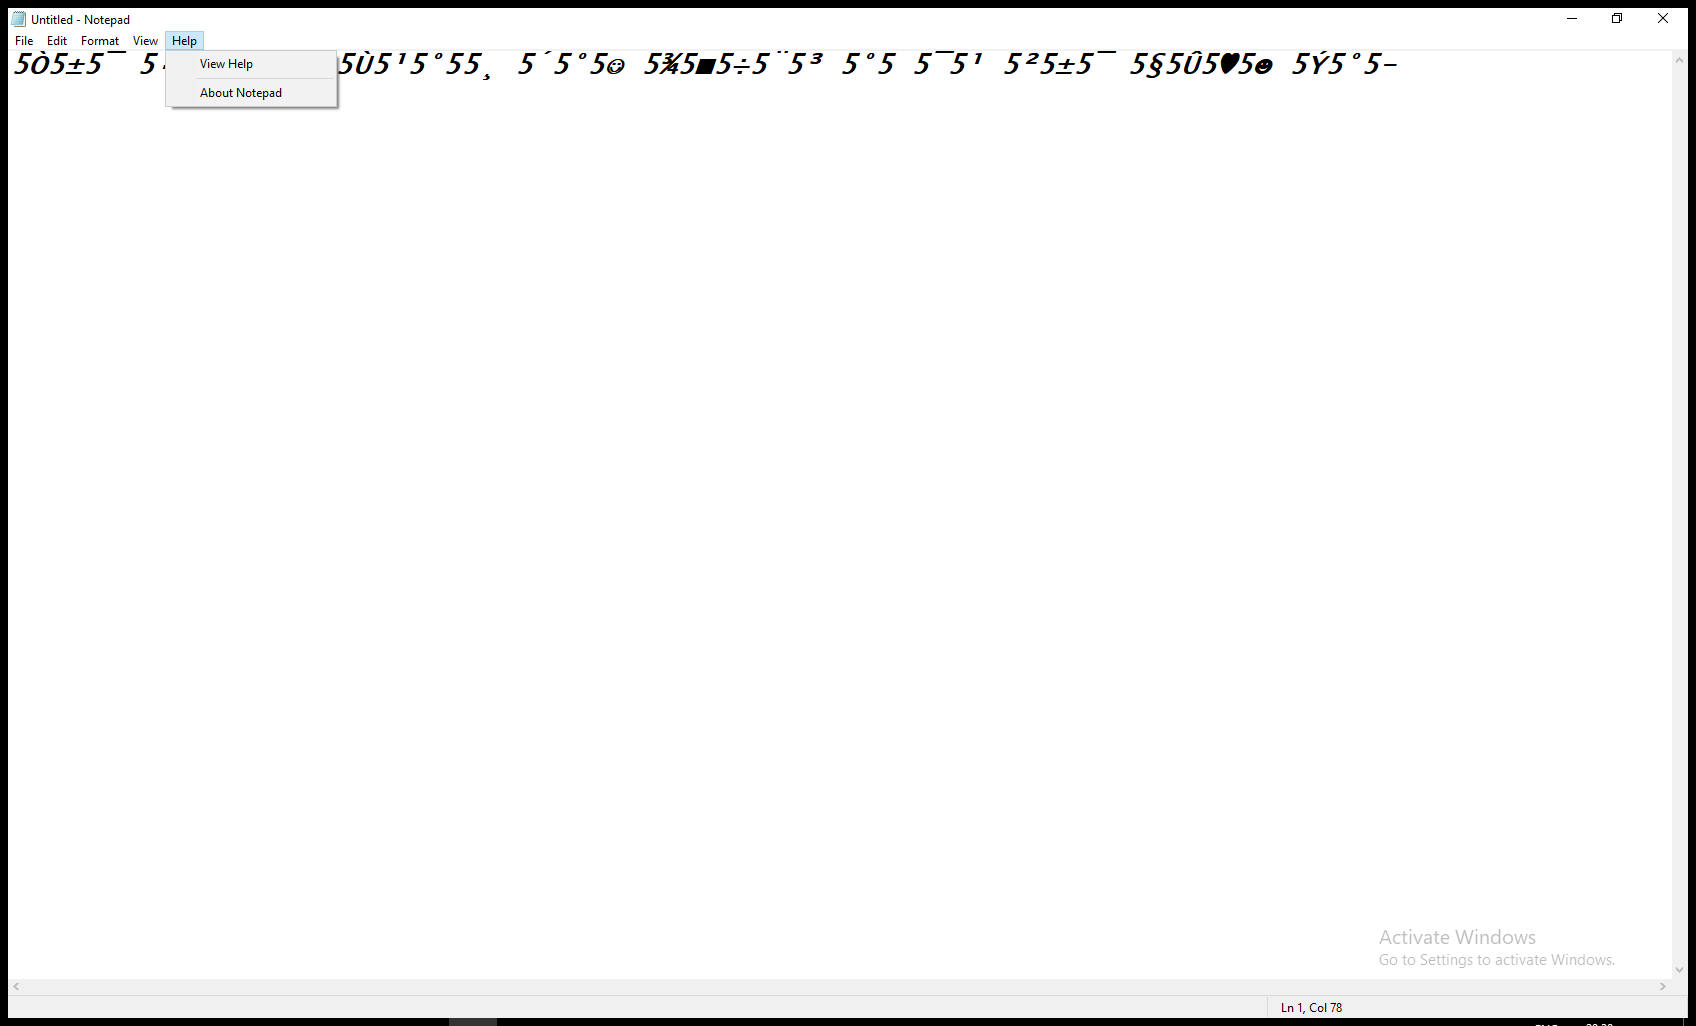 Untitled - Notepad
File Edit Format View Help
5Ò5±5¯ 5 5Ù5¹5°55¸ 5´5°5☺ 5¾5■5÷5¨5³ 5°5 5¯5¹ 5²5±5¯ 5§5Û5♥5☻ 5Ý5°5–
View Help
About Notepad
Activate Windows
Go to Settings to activate Windows.
Ln 1, Col 78